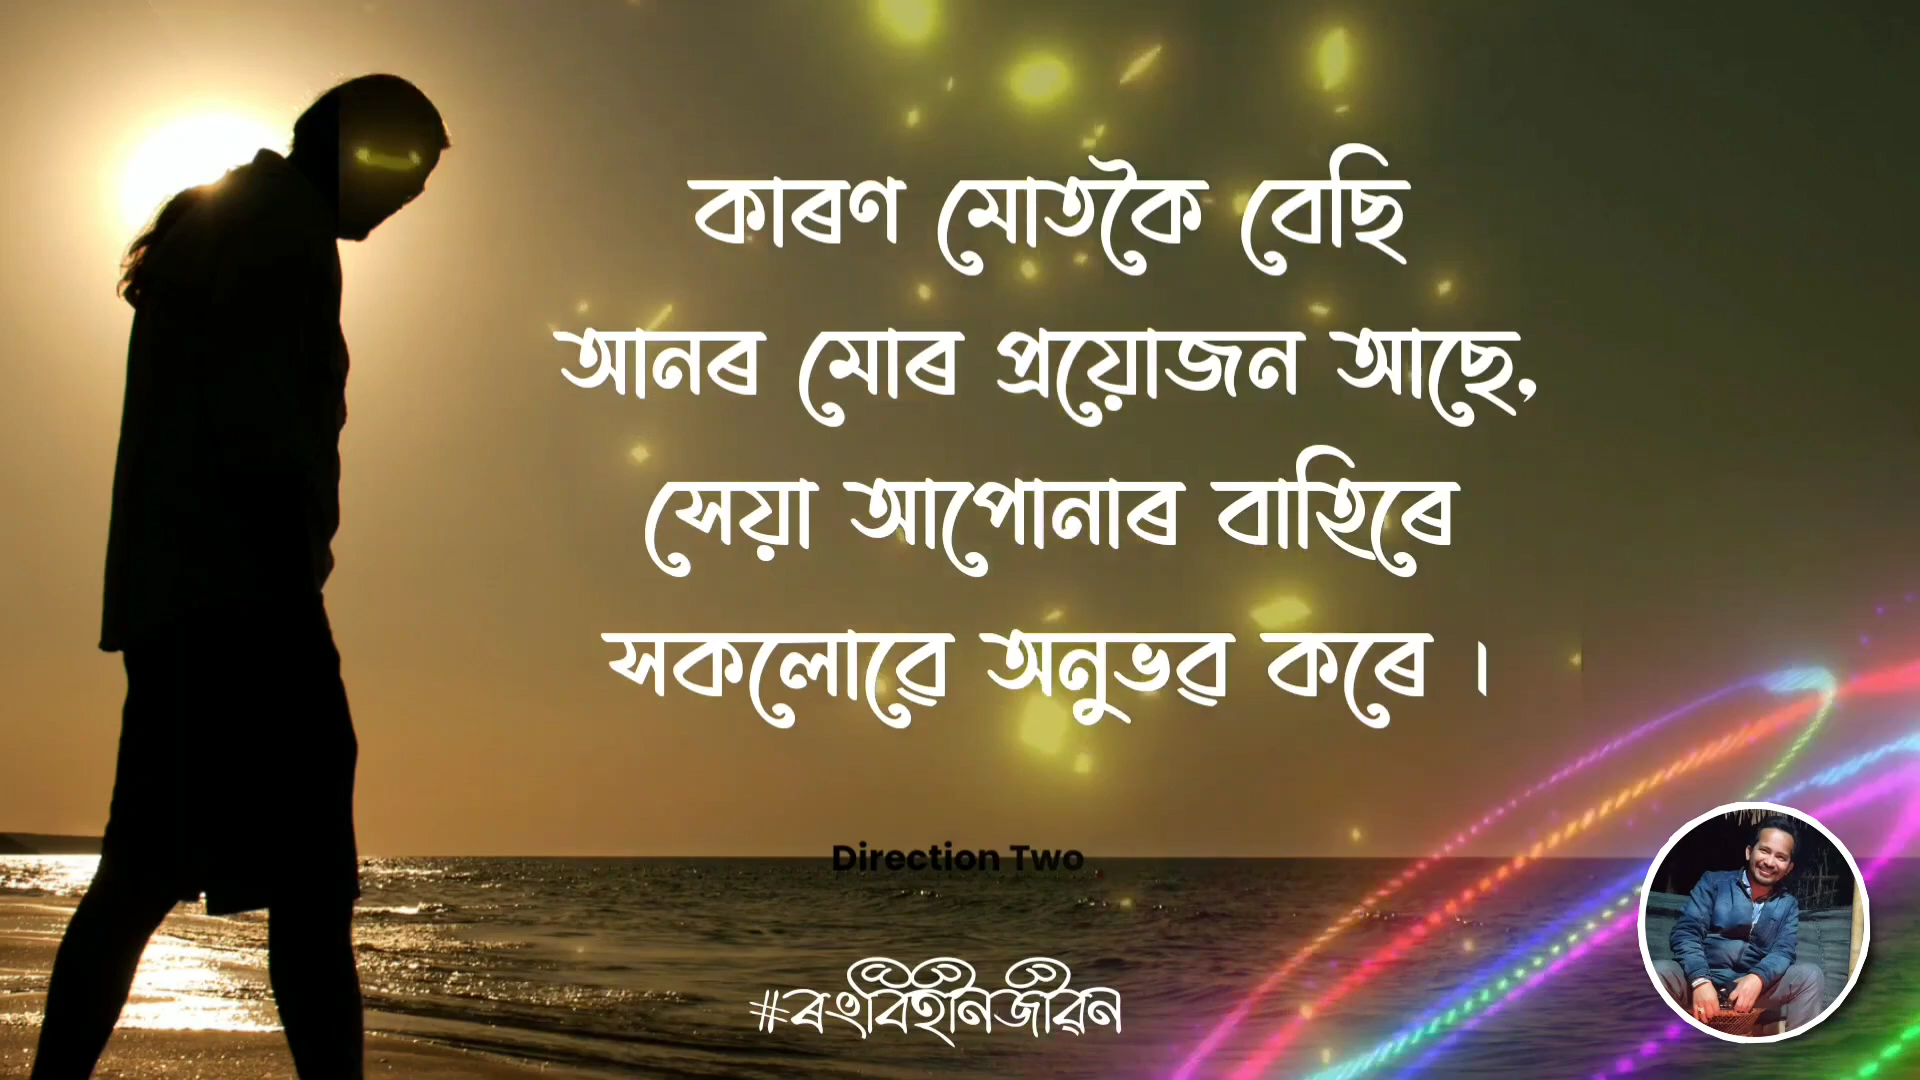 কাৰণ মোতকৈ বেছি
আনৰ মোৰ প্ৰয়োজন আছে,
সেয়া আপোনাৰ বাহিৰে
সকলোৱে অনুভৱ কৰে ।
Direction Two
#ৰংবিহীনজীৱন